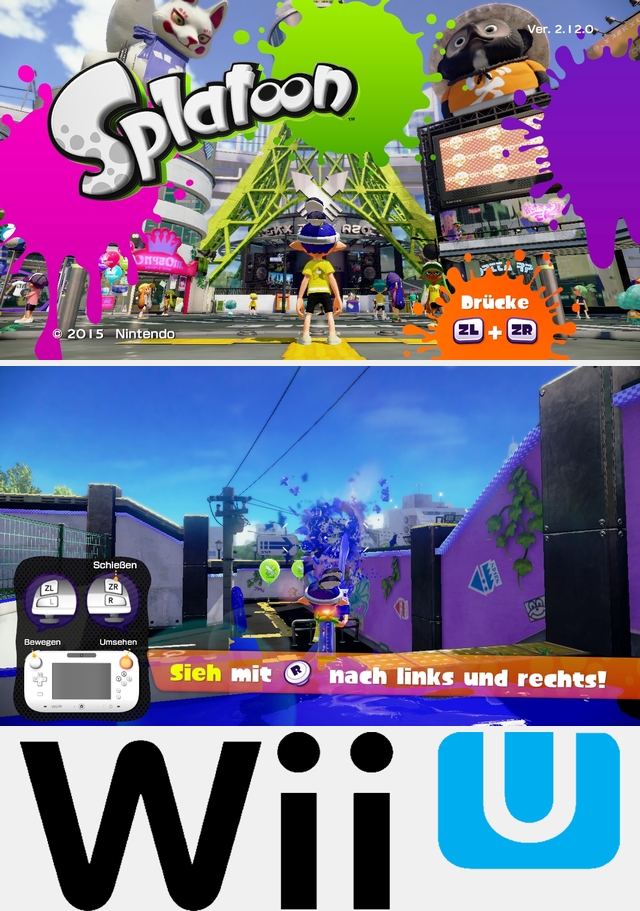 Splatoon™
Ver. 2.12.0
Drücke
ZL + ZR
© 2015 Nintendo
Schießen
ZL
ZR
L
R
Bewegen
Umsehen
Sieh mit R nach links und rechts!
Wii U